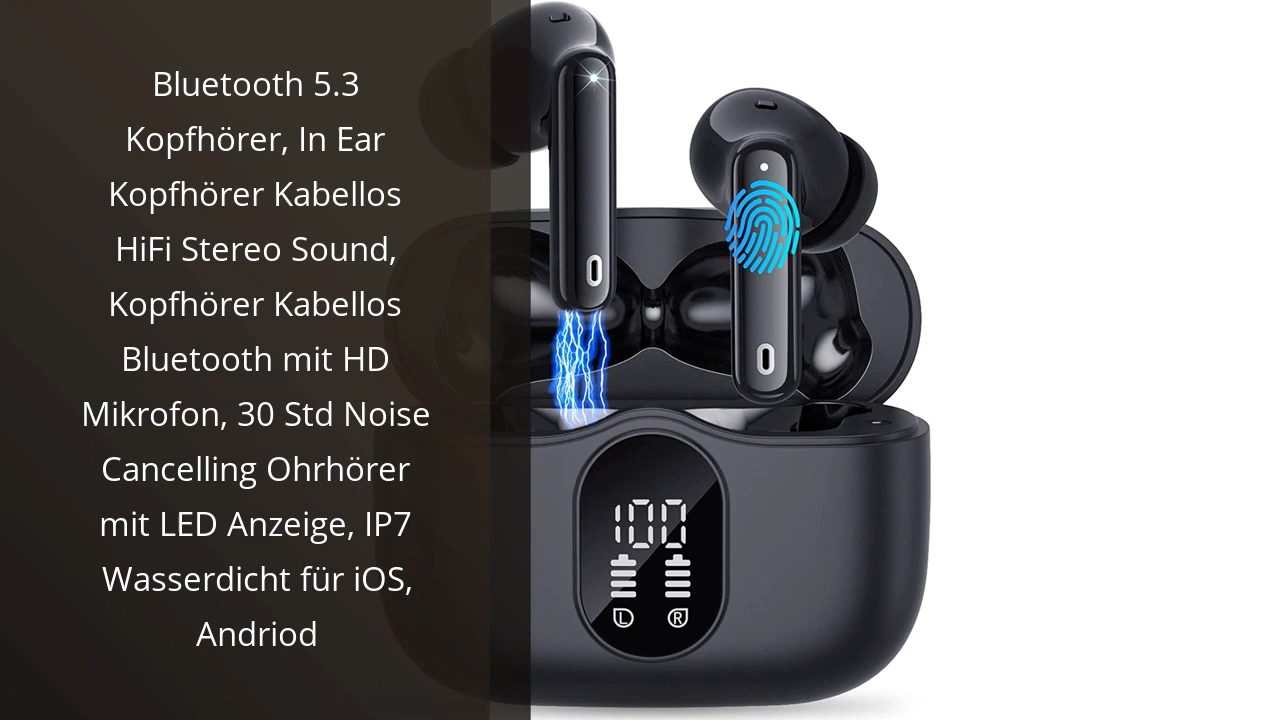 Bluetooth 5.3
Kopfhörer, In Ear
Kopfhörer Kabellos
HiFi Stereo Sound,
Kopfhörer Kabellos
Bluetooth mit HD
Mikrofon, 30 Std Noise
Cancelling Ohrhörer
mit LED Anzeige, IP7
Wasserdicht für iOS,
Andriod
100
L R